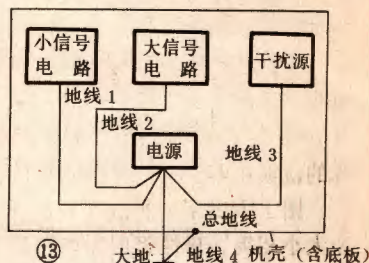 小信号
电 路
大信号
电 路
干扰源
地线 1
地线 2
电源
地线 3
总地线
⑬
大地
地线 4 机壳（含底板）